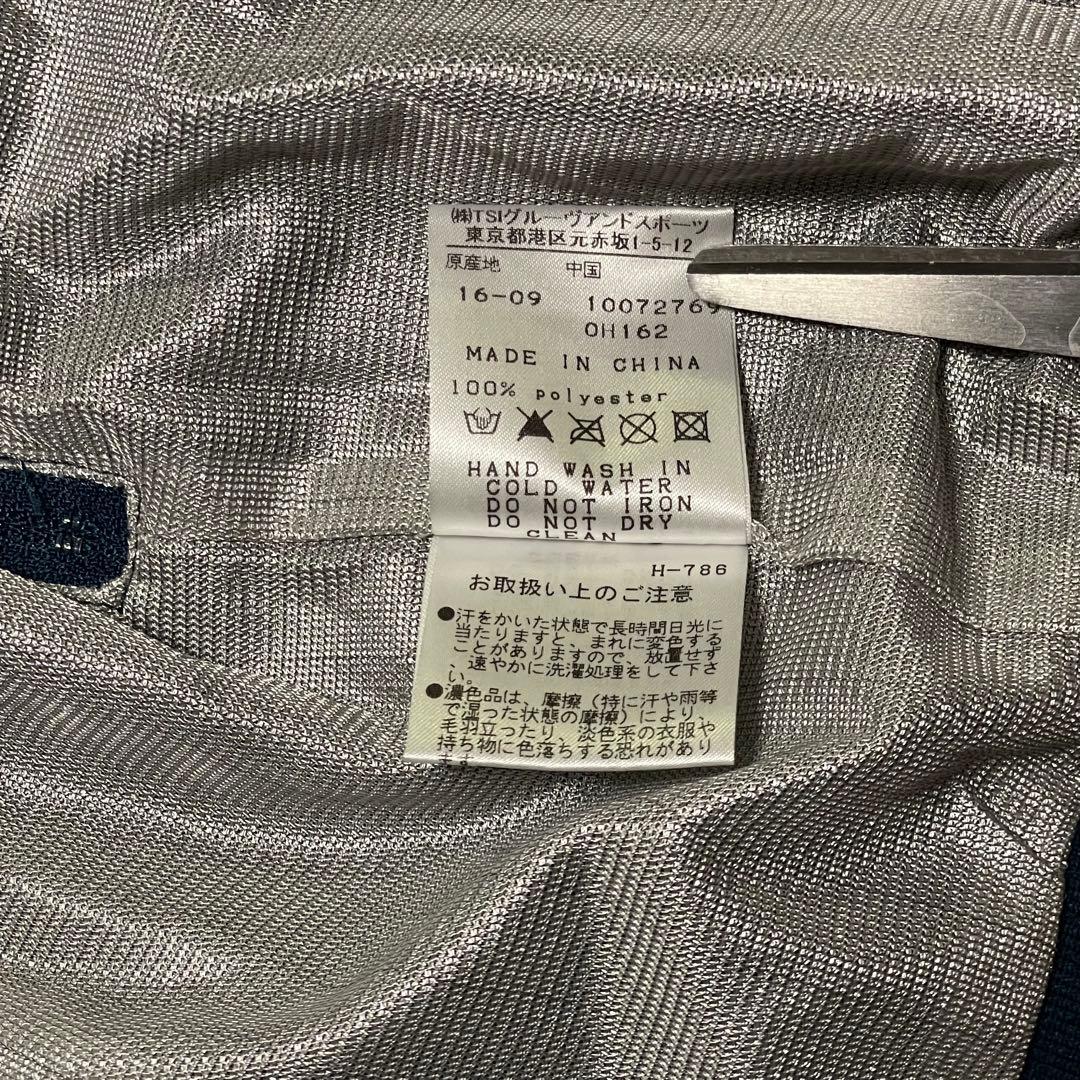 ㈱TSIグルーヴアンドスポーツ
東京都港区元赤坂1-5-12
原産地 中国
16-09 10072769
0H162
MADE IN CHINA
100% polyester
HAND WASH IN
COLD WATER
DO NOT IRON
DO NOT DRY
CLEAN
H-786
お取扱い上のご注意
●汗をかいた状態で長時間日光に
当たりますと、まれに変色する
ことがありますので、放置せず
、速やかに洗濯処理をして下さ
い。
●濃色品は、摩擦（特に汗や雨等
で湿った状態の摩擦）により、
毛羽立ったり、淡色系の衣服や
持ち物に色落ちする恐れがあり
ます